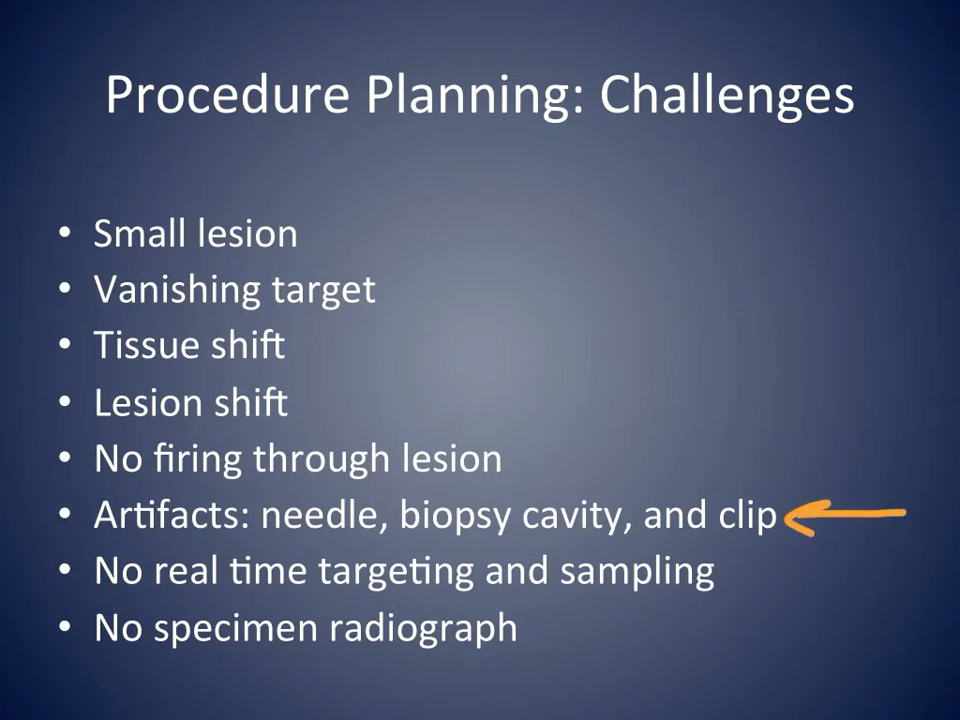 Procedure Planning: Challenges
• Small lesion
• Vanishing target
• Tissue shift
• Lesion shift
• No firing through lesion
• Artifacts: needle, biopsy cavity, and clip
• No real time targeting and sampling
• No specimen radiograph